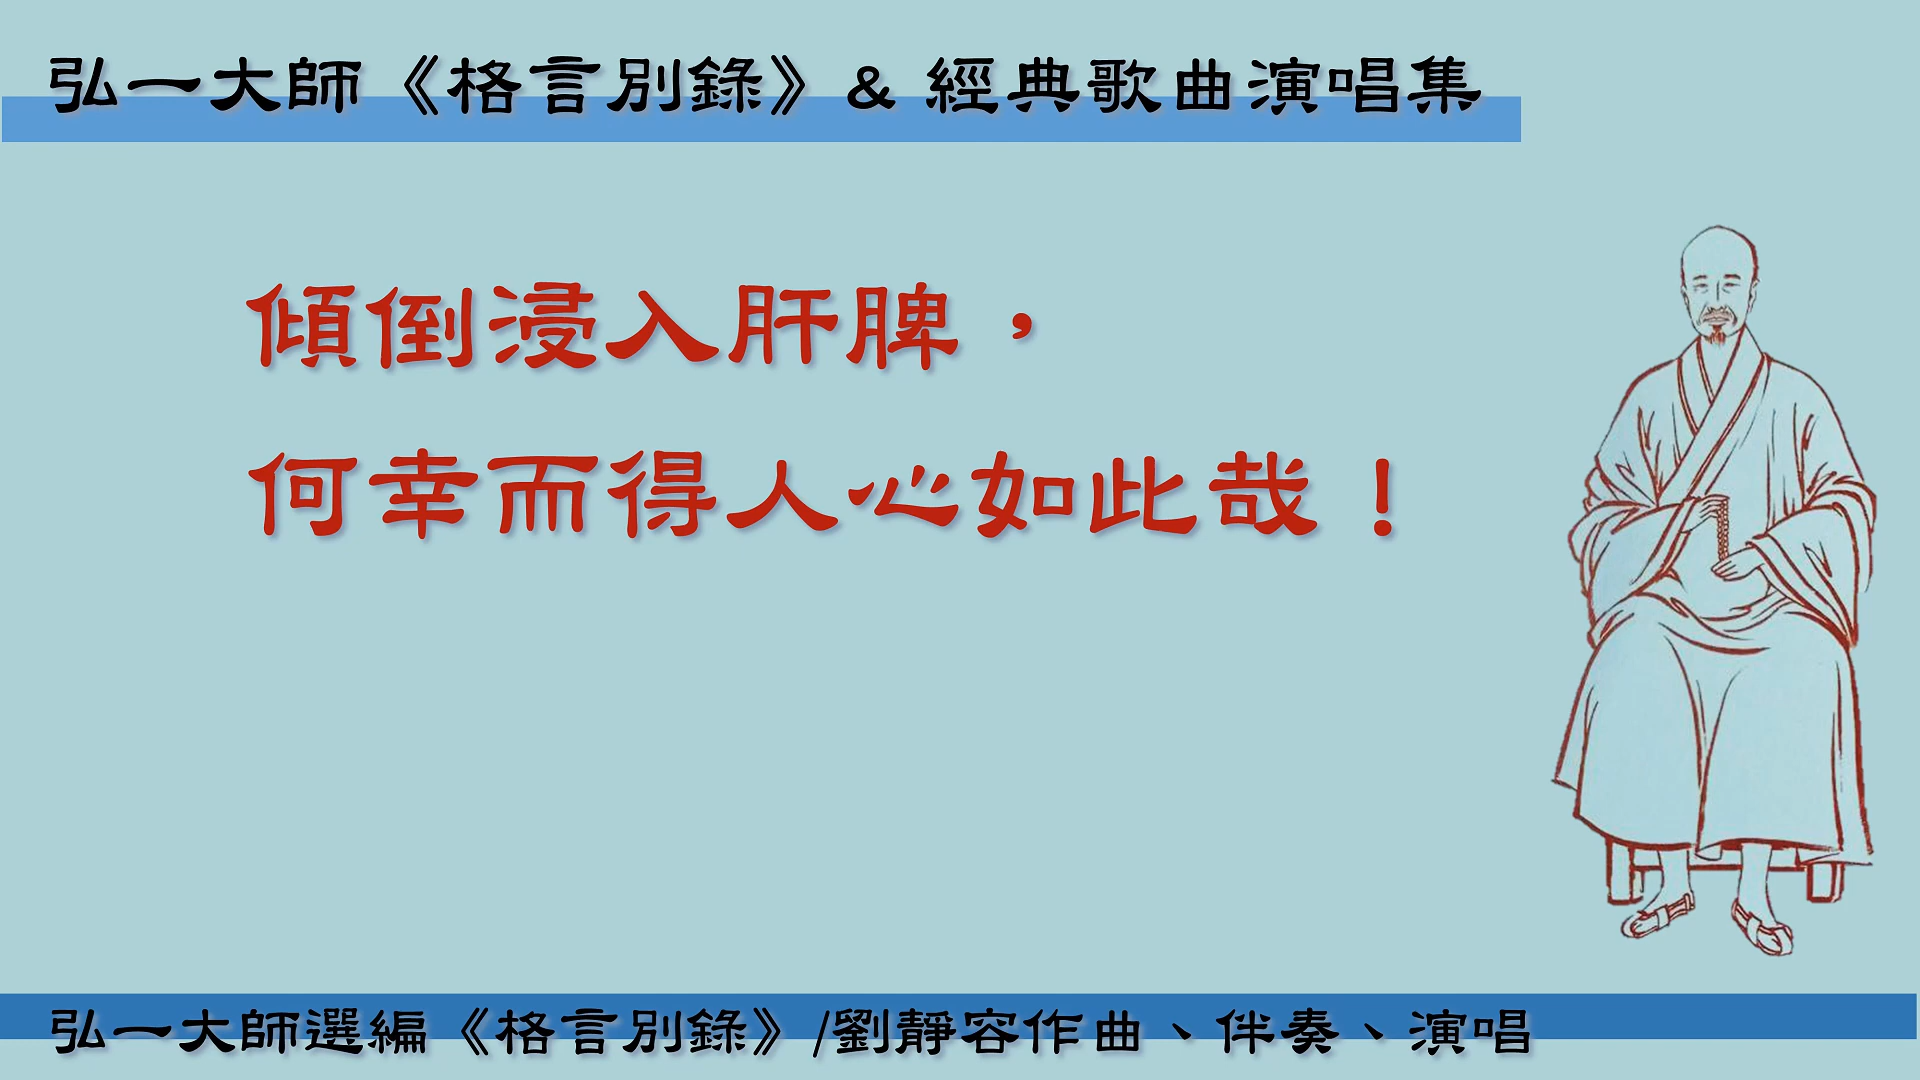 弘一大師《格言別錄》& 經典歌曲演唱集
傾倒浸入肝脾，
何幸而得人心如此哉！
弘一大師選編《格言別錄》/劉靜容作曲、伴奏、演唱